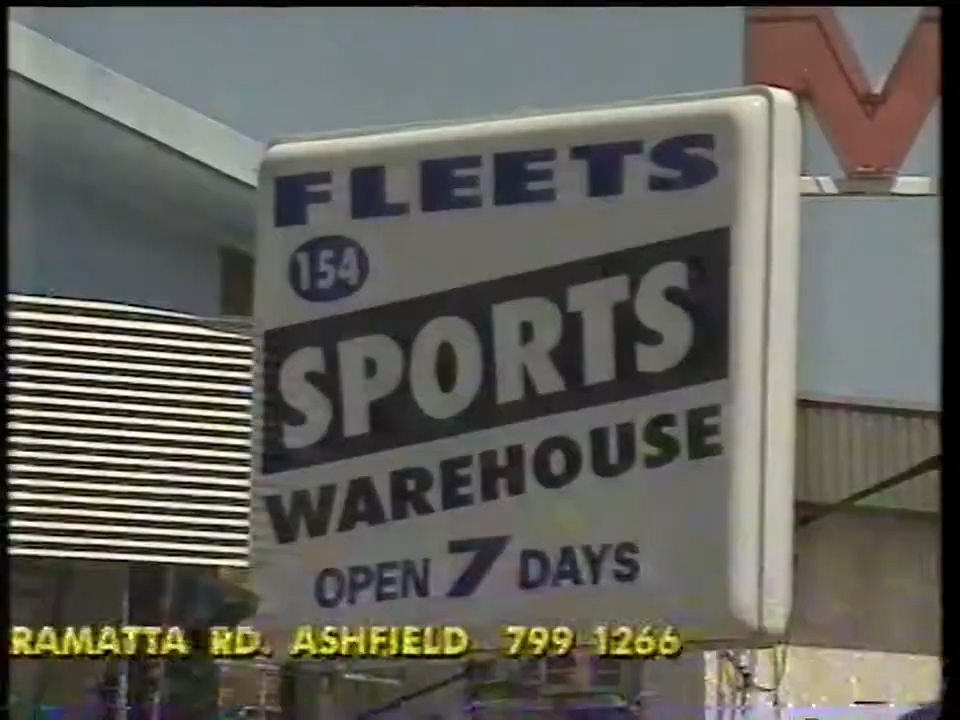 FLEETS
154
SPORTS
WAREHOUSE
OPEN 7 DAYS
RAMATTA RD. ASHFIELD 799 1266